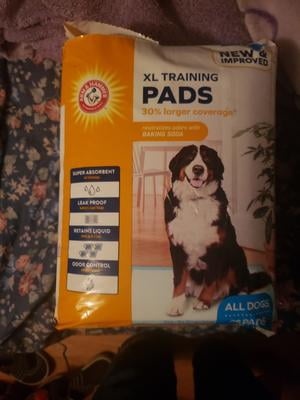 NEW &
IMPROVED
ARM & HAMMER
XL TRAINING
PADS
30% larger coverage*
neutralizes odors with
BAKING SODA
SUPER ABSORBENT
LEAK PROOF
RETAINS LIQUID
ODOR CONTROL
ALL DOGS
PADS